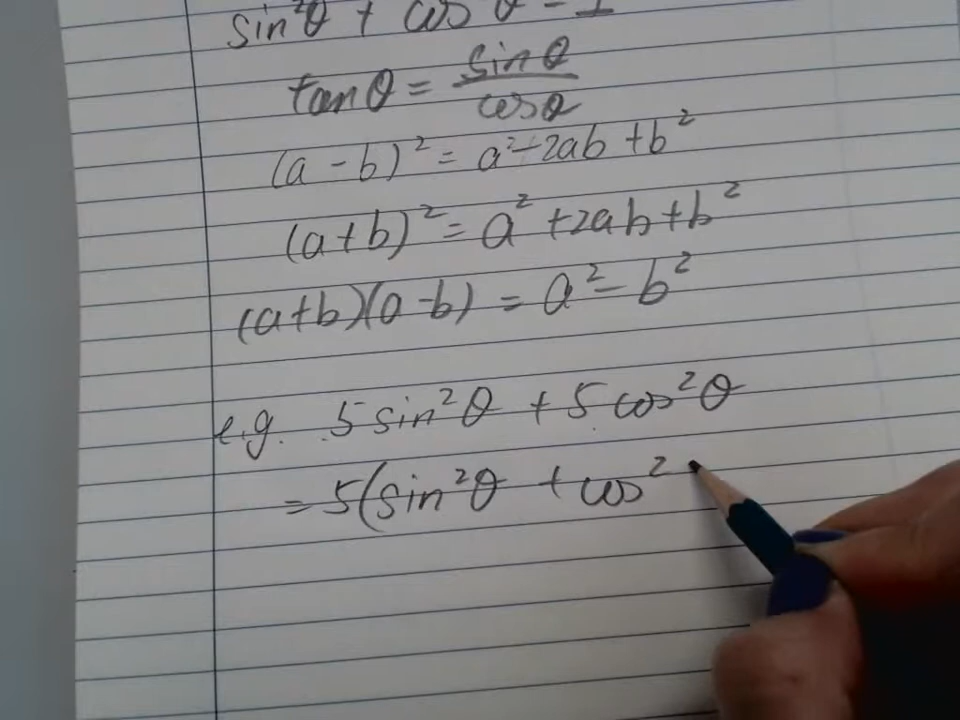 sin²θ + cos θ = 1
tanθ = sinθ/cosθ
(a - b)² = a² - 2ab + b²
(a+b)² = a² + 2ab + b²
(a+b)(a-b) = a² - b²
e.g. 5 sin²θ + 5 cos²θ
= 5(sin²θ + cos²